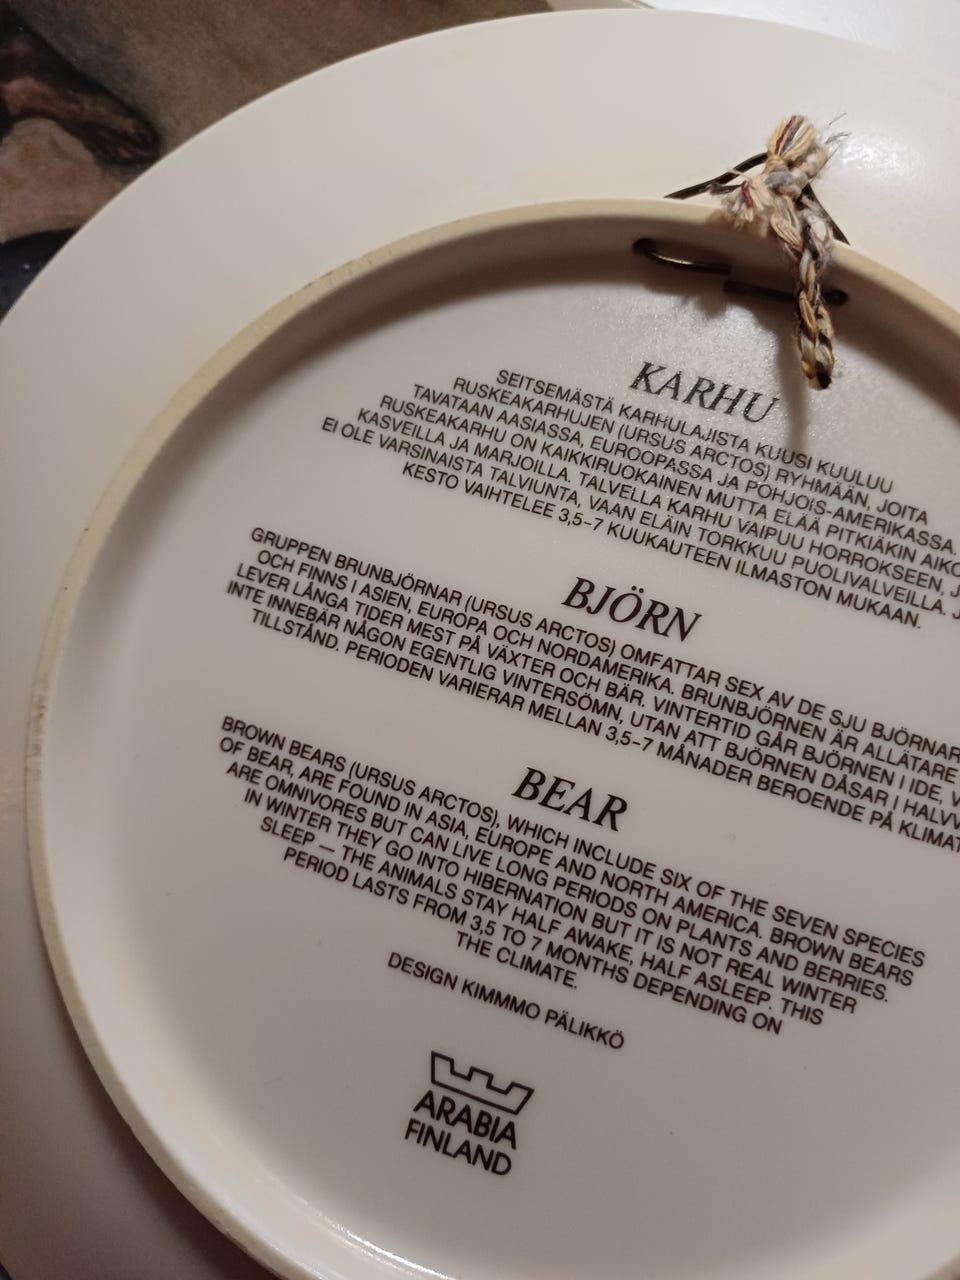 KARHU
SEITSEMÄSTÄ KARHULAJISTA KUUSI KUULUU
RUSKEAKARHUJEN (URSUS ARCTOS) RYHMÄÄN, JOITA
TAVATAAN AASIASSA, EUROOPASSA JA POHJOIS-AMERIKASSA.
RUSKEAKARHU ON KAIKKIRUOKAINEN MUTTA ELÄÄ PITKIÄKIN AIKO
KASVEILLA JA MARJOILLA. TALVELLA KARHU VAIPUU HORROKSEEN, J
EI OLE VARSINAISTA TALVIUNTA, VAAN ELÄIN TORKKUU PUOLIVALVEILLA. J
KESTO VAIHTELEE 3,5-7 KUUKAUTEEN ILMASTON MUKAAN.
BJÖRN
GRUPPEN BRUNBJÖRNAR (URSUS ARCTOS) OMFATTAR SEX AV DE SJU BJÖRNAR
OCH FINNS I ASIEN, EUROPA OCH NORDAMERIKA. BRUNBJÖRNEN ÄR ALLÄTARE
LEVER LÅNGA TIDER MEST PÅ VÄXTER OCH BÄR. VINTERTID GÅR BJÖRNEN I IDE, V
INTE INNEBÄR NÅGON EGENTLIG VINTERSÖMN, UTAN ATT BJÖRNEN DÅSAR I HALVV
TILLSTÅND. PERIODEN VARIERAR MELLAN 3,5-7 MÅNADER BEROENDE PÅ KLIMAT
BEAR
BROWN BEARS (URSUS ARCTOS), WHICH INCLUDE SIX OF THE SEVEN SPECIES
OF BEAR, ARE FOUND IN ASIA, EUROPE AND NORTH AMERICA. BROWN BEARS
ARE OMNIVORES BUT CAN LIVE LONG PERIODS ON PLANTS AND BERRIES.
IN WINTER THEY GO INTO HIBERNATION BUT IT IS NOT REAL WINTER
SLEEP — THE ANIMALS STAY HALF AWAKE, HALF ASLEEP. THIS
PERIOD LASTS FROM 3,5 TO 7 MONTHS DEPENDING ON
THE CLIMATE.
DESIGN KIMMMO PÄLIKKÖ
ARABIA
FINLAND